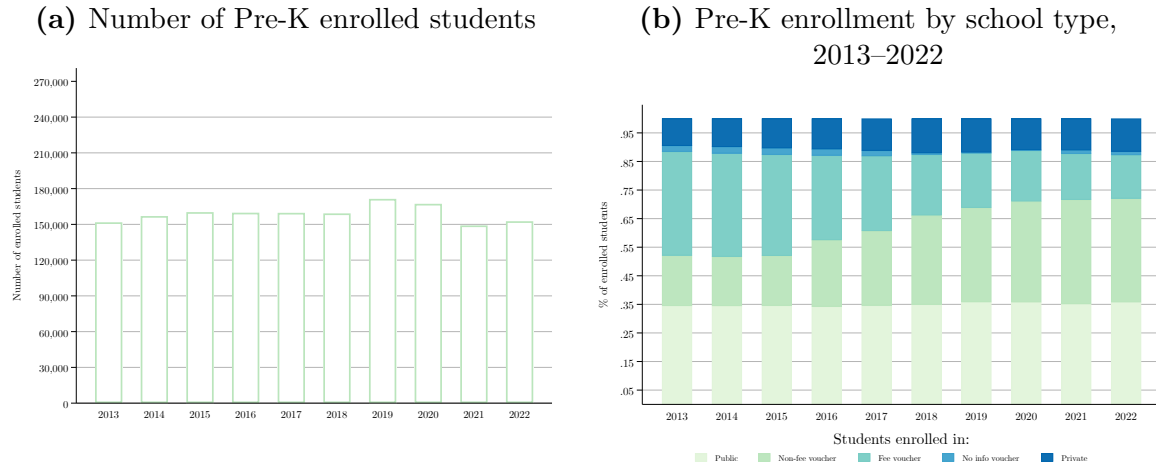 (a) Number of Pre-K enrolled students
Number of enrolled students
270,000
240,000
210,000
180,000
150,000
120,000
90,000
60,000
30,000
0
2013 2014 2015 2016 2017 2018 2019 2020 2021 2022
(b) Pre-K enrollment by school type,
2013–2022
% of enrolled students
.95
.85
.75
.65
.55
.45
.35
.25
.15
.05
2013 2014 2015 2016 2017 2018 2019 2020 2021 2022
Students enrolled in:
Public Non-fee voucher Fee voucher No info voucher Private